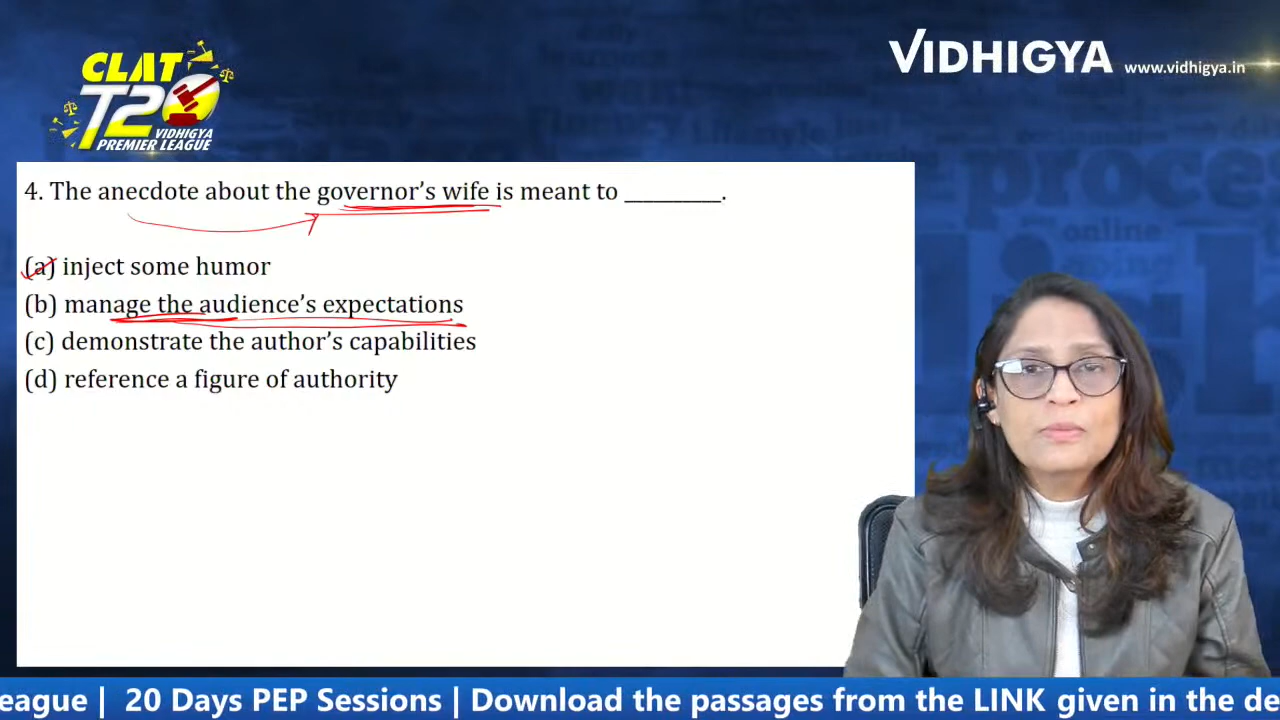 CLAT
T20
VIDHIGYA
PREMIER LEAGUE
VIDHIGYA www.vidhigya.in
4. The anecdote about the governor’s wife is meant to __________.
(a) inject some humor
(b) manage the audience’s expectations
(c) demonstrate the author’s capabilities
(d) reference a figure of authority
eague | 20 Days PEP Sessions | Download the passages from the LINK given in the de